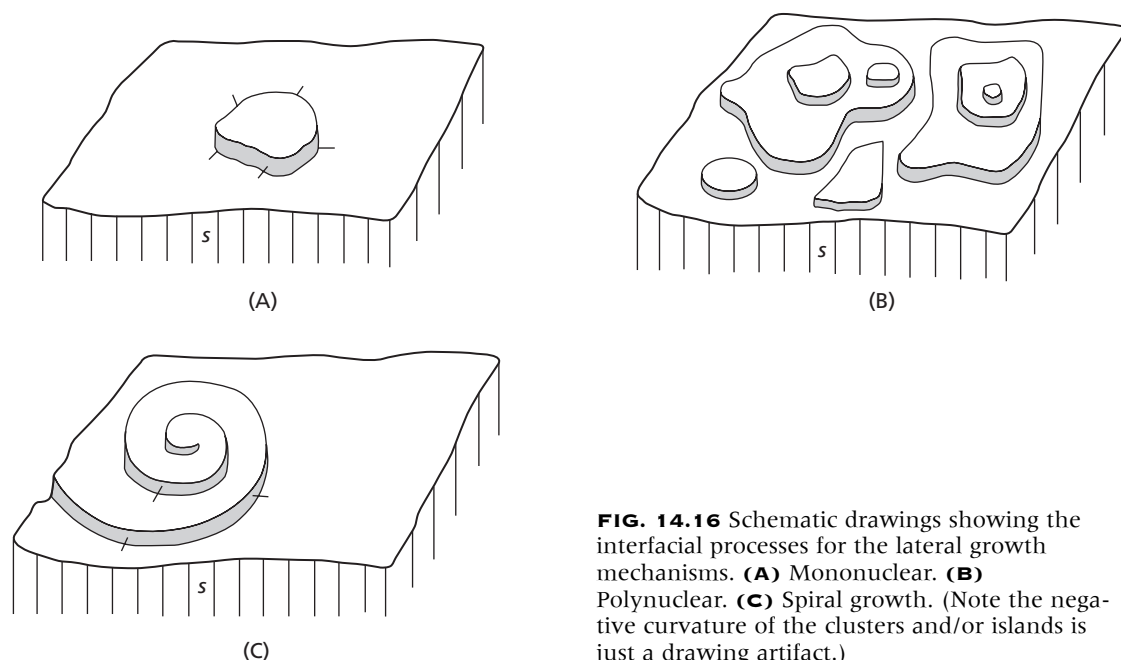 S
(A)
S
(B)
S
(C)
FIG. 14.16 Schematic drawings showing the
interfacial processes for the lateral growth
mechanisms. (A) Mononuclear. (B)
Polynuclear. (C) Spiral growth. (Note the nega-
tive curvature of the clusters and/or islands is
just a drawing artifact.)